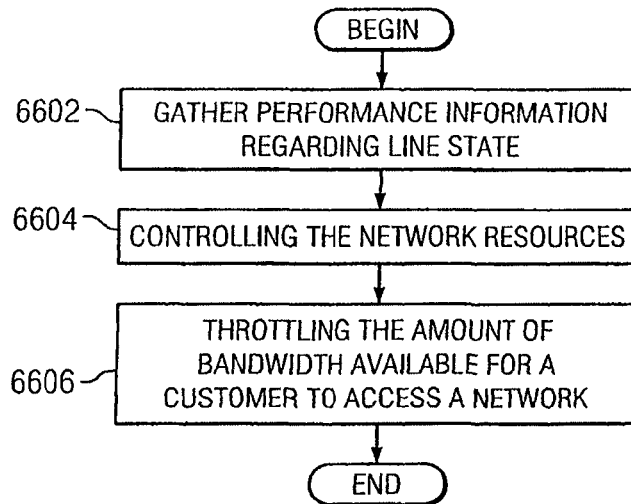 BEGIN
6602
GATHER PERFORMANCE INFORMATION
REGARDING LINE STATE
6604
CONTROLLING THE NETWORK RESOURCES
6606
THROTTLING THE AMOUNT OF
BANDWIDTH AVAILABLE FOR A
CUSTOMER TO ACCESS A NETWORK
END